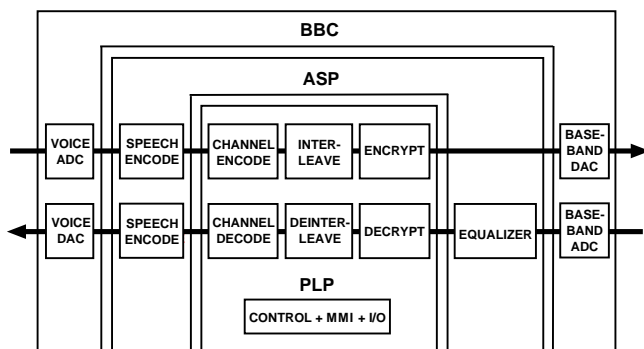 BBC
ASP
VOICE
ADC
SPEECH
ENCODE
CHANNEL
ENCODE
INTER-
LEAVE
ENCRYPT
BASE-
BAND
DAC
VOICE
DAC
SPEECH
ENCODE
CHANNEL
DECODE
DEINTER-
LEAVE
DECRYPT
EQUALIZER
BASE-
BAND
ADC
PLP
CONTROL + MMI + I/O